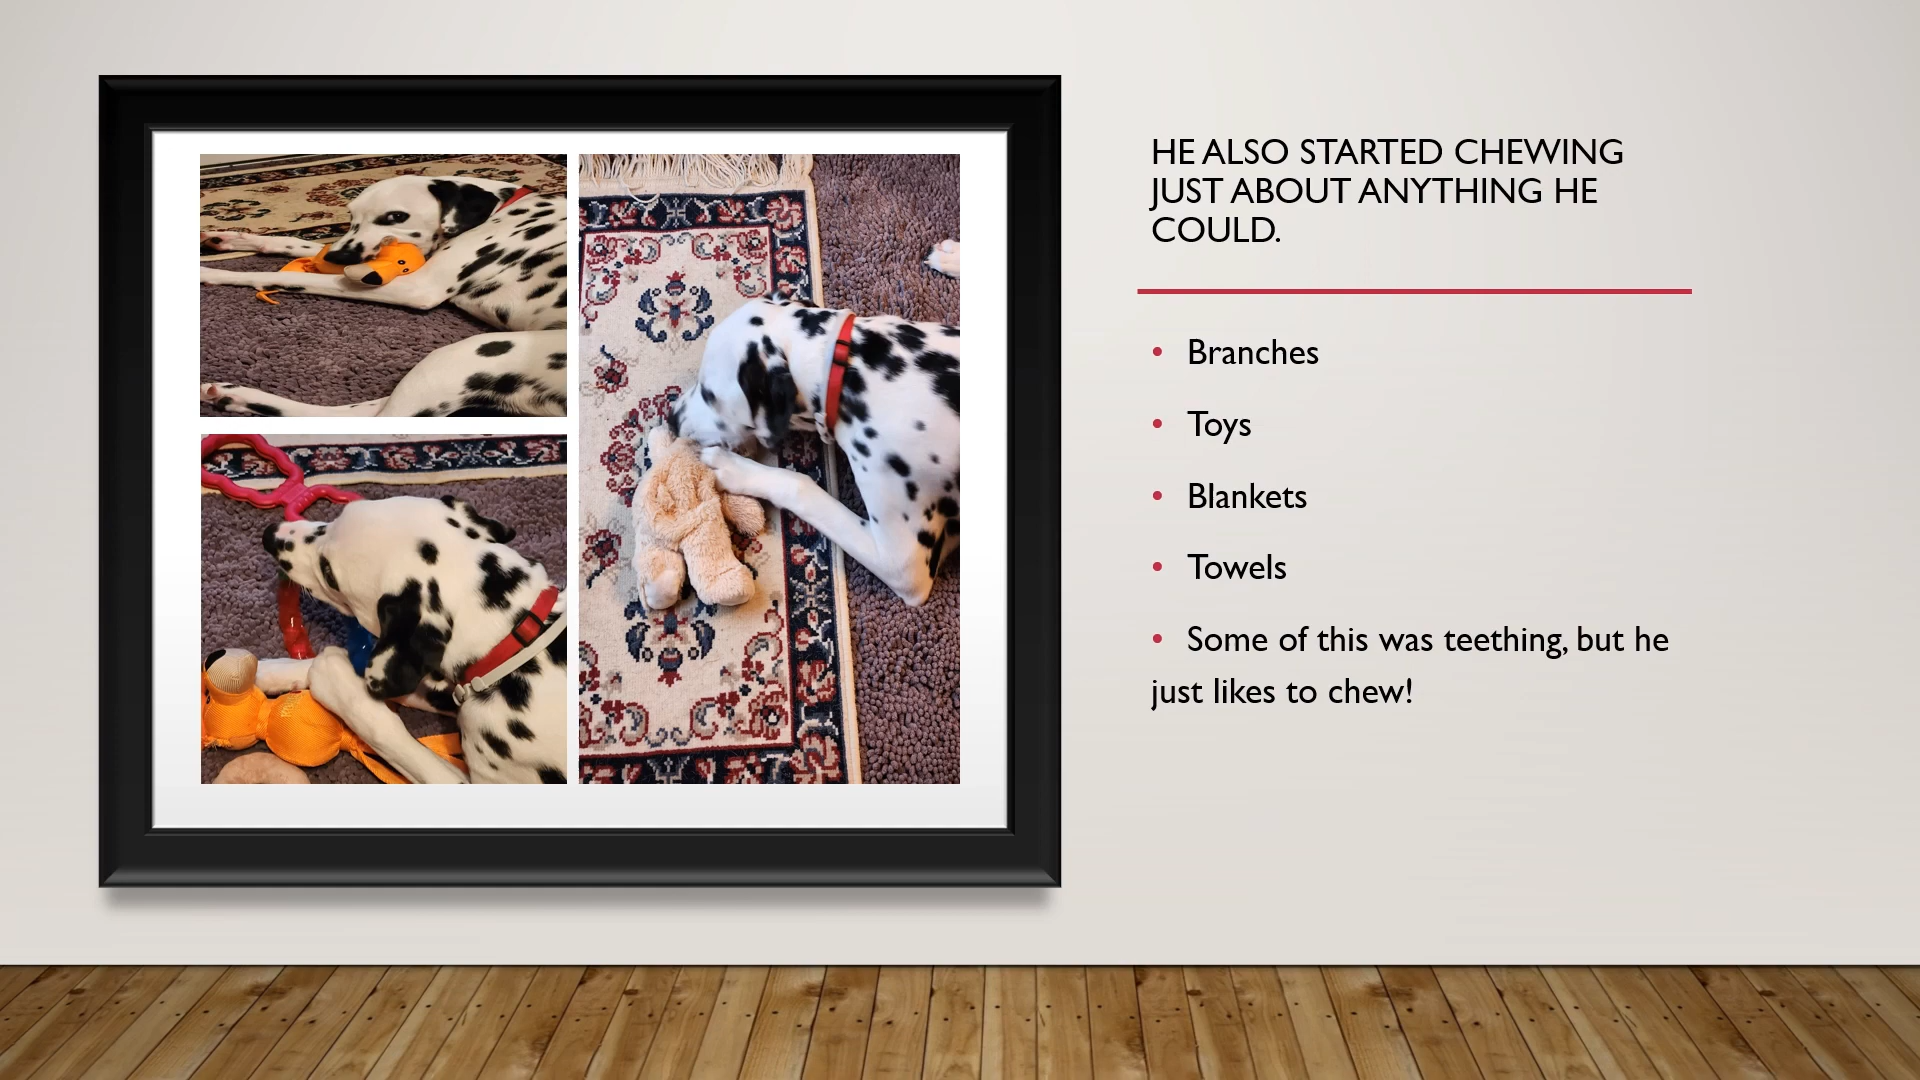 HE ALSO STARTED CHEWING
JUST ABOUT ANYTHING HE
COULD.
• Branches
• Toys
• Blankets
• Towels
• Some of this was teething, but he
just likes to chew!